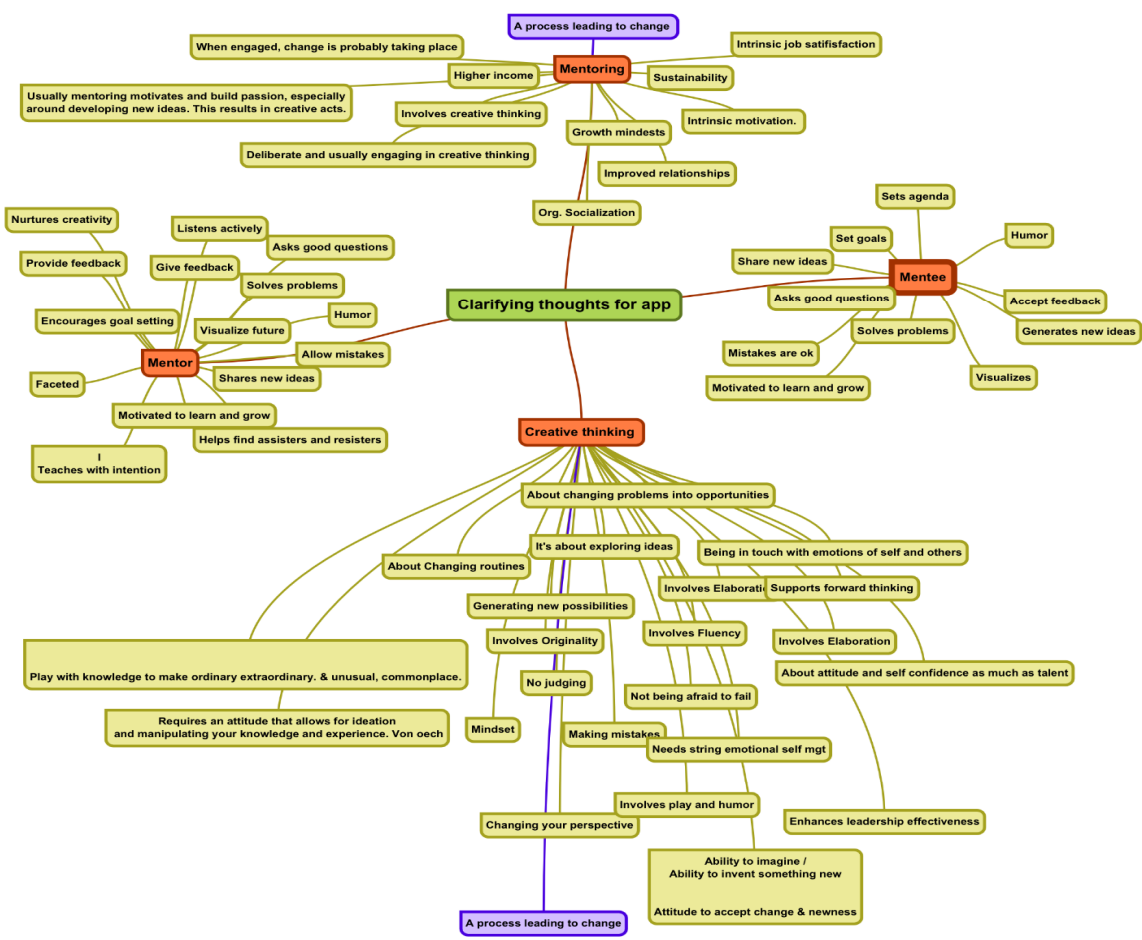 A process leading to change
When engaged, change is probably taking place
Intrinsic job satifisfaction
Mentoring
Higher income
Sustainability
Usually mentoring motivates and build passion, especially
around developing new ideas. This results in creative acts.
Involves creative thinking
Intrinsic motivation.
Growth mindests
Deliberate and usually engaging in creative thinking
Improved relationships
Org. Socialization
Sets agenda
Nurtures creativity
Listens actively
Asks good questions
Set goals
Humor
Provide feedback
Give feedback
Share new ideas
Mentee
Solves problems
Asks good questions
Accept feedback
Clarifying thoughts for app
Encourages goal setting
Visualize future
Humor
Solves problems
Generates new ideas
Mentor
Allow mistakes
Mistakes are ok
Faceted
Shares new ideas
Motivated to learn and grow
Visualizes
Motivated to learn and grow
Helps find assisters and resisters
I
Teaches with intention
Creative thinking
About changing problems into opportunities
It's about exploring ideas
Being in touch with emotions of self and others
About Changing routines
Involves Elaboratio
Supports forward thinking
Generating new possibilities
Involves Originality
Involves Fluency
Involves Elaboration
Play with knowledge to make ordinary extraordinary. & unusual, commonplace.
No judging
About attitude and self confidence as much as talent
Not being afraid to fail
Requires an attitude that allows for ideation
and manipulating your knowledge and experience. Von oech
Mindset
Making mistakes
Needs string emotional self mgt
Involves play and humor
Changing your perspective
Enhances leadership effectiveness
Ability to imagine /
Ability to invent something new
Attitude to accept change & newness
A process leading to change